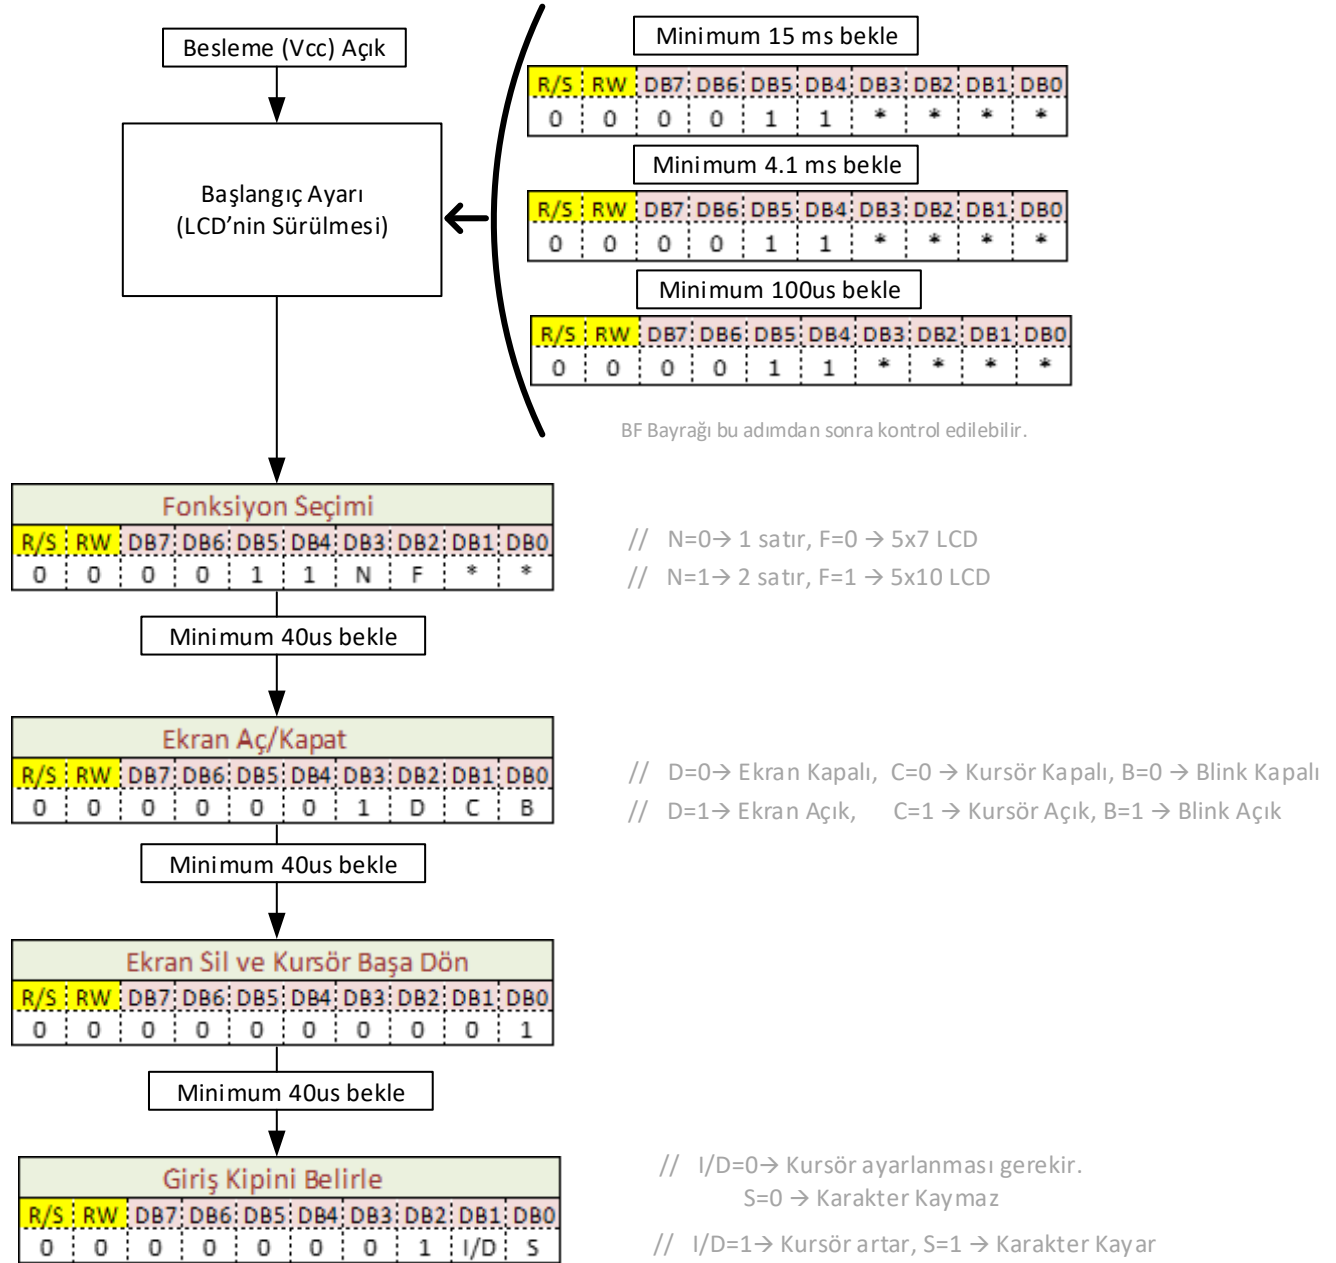 Besleme (Vcc) Açık
Başlangıç Ayarı
(LCD'nin Sürülmesi)
Minimum 15 ms bekle
R/S RW DB7 DB6 DB5 DB4 DB3 DB2 DB1 DB0
0 0 0 0 1 1 * * * *
Minimum 4.1 ms bekle
R/S RW DB7 DB6 DB5 DB4 DB3 DB2 DB1 DB0
0 0 0 0 1 1 * * * *
Minimum 100us bekle
R/S RW DB7 DB6 DB5 DB4 DB3 DB2 DB1 DB0
0 0 0 0 1 1 * * * *
BF Bayrağı bu adımdan sonra kontrol edilebilir.
Fonksiyon Seçimi
R/S RW DB7 DB6 DB5 DB4 DB3 DB2 DB1 DB0
0 0 0 0 1 1 N F * *
// N=0→ 1 satır, F=0 → 5x7 LCD
// N=1→ 2 satır, F=1 → 5x10 LCD
Minimum 40us bekle
Ekran Aç/Kapat
R/S RW DB7 DB6 DB5 DB4 DB3 DB2 DB1 DB0
0 0 0 0 0 0 1 D C B
// D=0→ Ekran Kapalı, C=0 → Kursör Kapalı, B=0 → Blink Kapalı
// D=1→ Ekran Açık, C=1 → Kursör Açık, B=1 → Blink Açık
Minimum 40us bekle
Ekran Sil ve Kursör Başa Dön
R/S RW DB7 DB6 DB5 DB4 DB3 DB2 DB1 DB0
0 0 0 0 0 0 0 0 0 1
Minimum 40us bekle
Giriş Kipini Belirle
R/S RW DB7 DB6 DB5 DB4 DB3 DB2 DB1 DB0
0 0 0 0 0 0 0 1 I/D S
// I/D=0→ Kursör ayarlanması gerekir.
S=0 → Karakter Kaymaz
// I/D=1→ Kursör artar, S=1 → Karakter Kayar